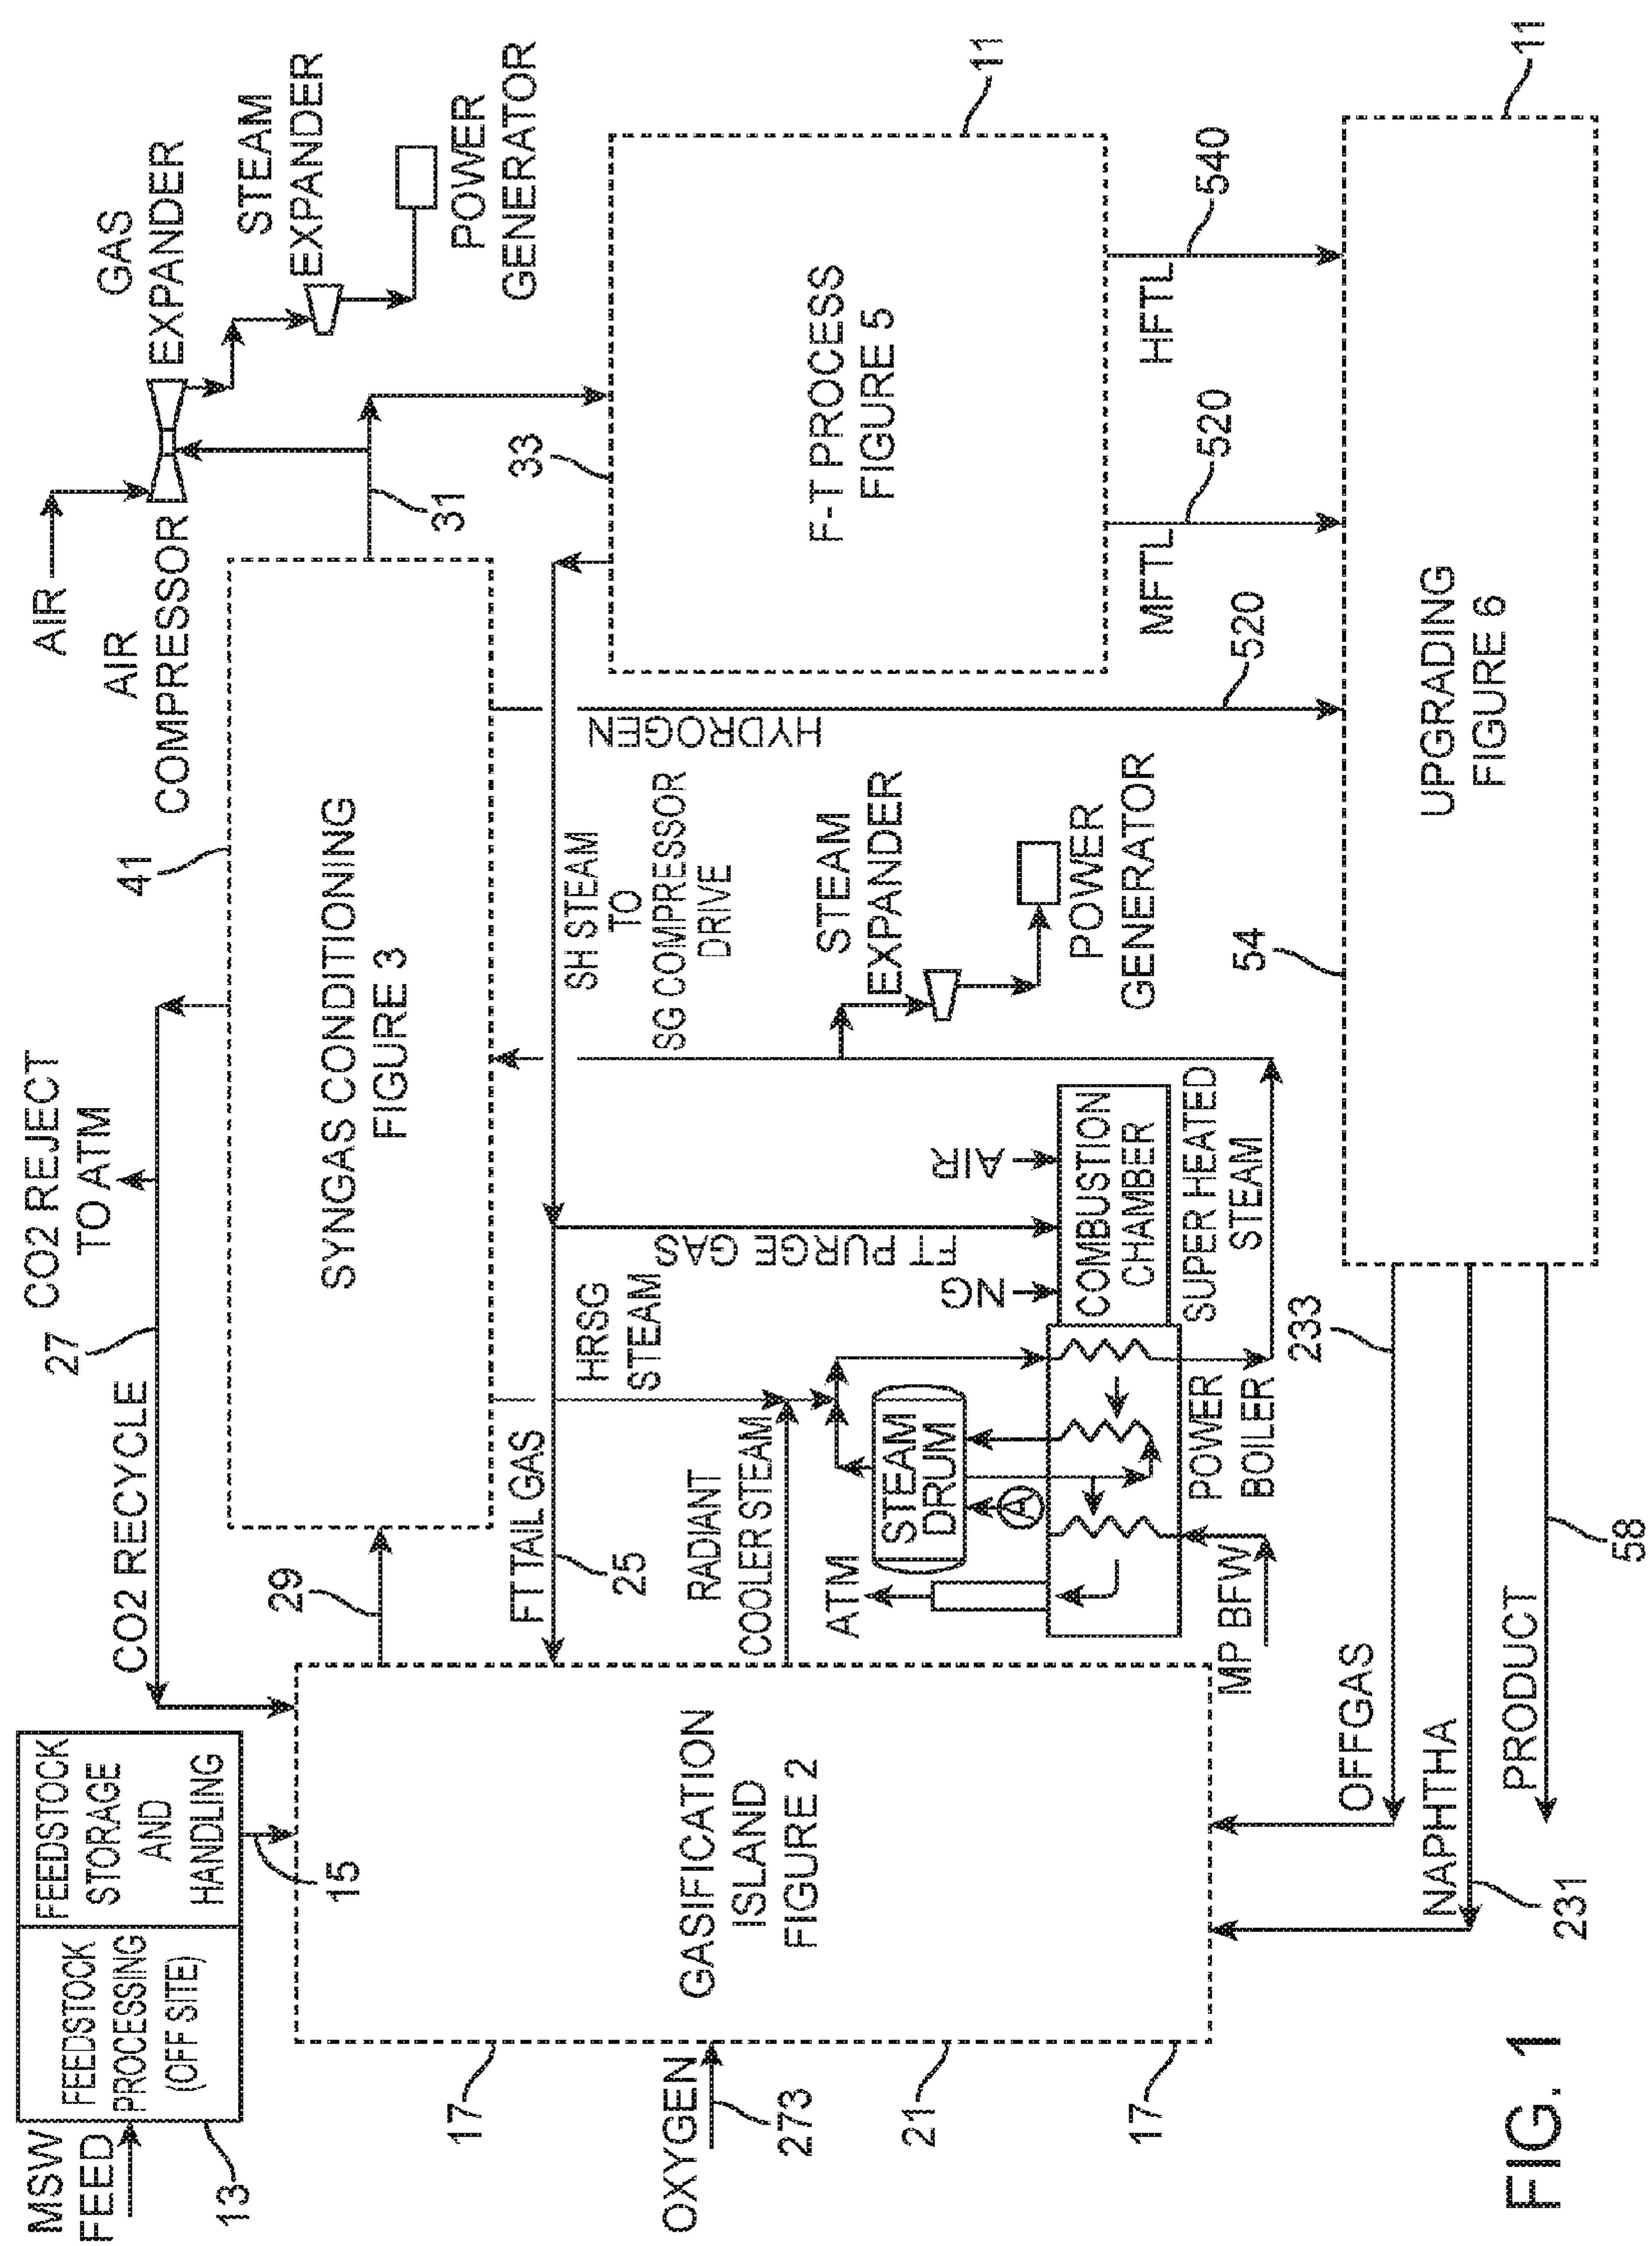 MSW
FEED
13
FEEDSTOCK
PROCESSING
(OFF SITE)
FEEDSTOCK
STORAGE
AND
HANDLING
15
CO2 RECYCLE
27
CO2 REJECT
TO ATM
41
AIR
AIR
COMPRESSOR
GAS
EXPANDER
STEAM
EXPANDER
POWER
GENERATOR
17
OXYGEN
273
21
17
GASIFICATION
ISLAND
FIGURE 2
29
SYNGAS CONDITIONING
FIGURE 3
31
33
FT TAIL GAS
25
HRSG
STEAM
SH STEAM
TO
SG COMPRESSOR
DRIVE
HYDROGEN
520
F-T PROCESS
FIGURE 5
11
RADIANT
COOLER STEAM
FT PURGE GAS
NG
AIR
ATM
STEAM
DRUM
A
COMBUSTION
CHAMBER
POWER
BOILER
SUPER HEATED
STEAM
MP BFW
STEAM
EXPANDER
POWER
GENERATOR
MFTL
520
HFTL
540
54
UPGRADING
FIGURE 6
11
OFFGAS
233
NAPHTHA
231
PRODUCT
58
FIG. 1